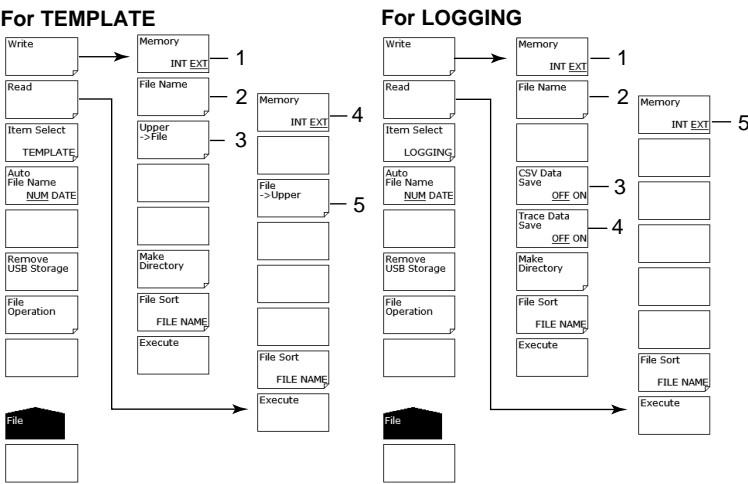 For TEMPLATE
Write
Read
Item Select
TEMPLATE
Auto
File Name
NUM DATE
Remove
USB Storage
File
Operation
File
Memory
INT EXT
1
File Name
2
Upper
->File
3
Make
Directory
File Sort
FILE NAME
Execute
Memory
INT EXT
4
File
->Upper
5
File Sort
FILE NAME
Execute
For LOGGING
Write
Read
Item Select
LOGGING
Auto
File Name
NUM DATE
Remove
USB Storage
File
Operation
File
Memory
INT EXT
1
File Name
2
CSV Data
Save
OFF ON
3
Trace Data
Save
OFF ON
4
Make
Directory
File Sort
FILE NAME
Execute
Memory
INT EXT
5
File Sort
FILE NAME
Execute